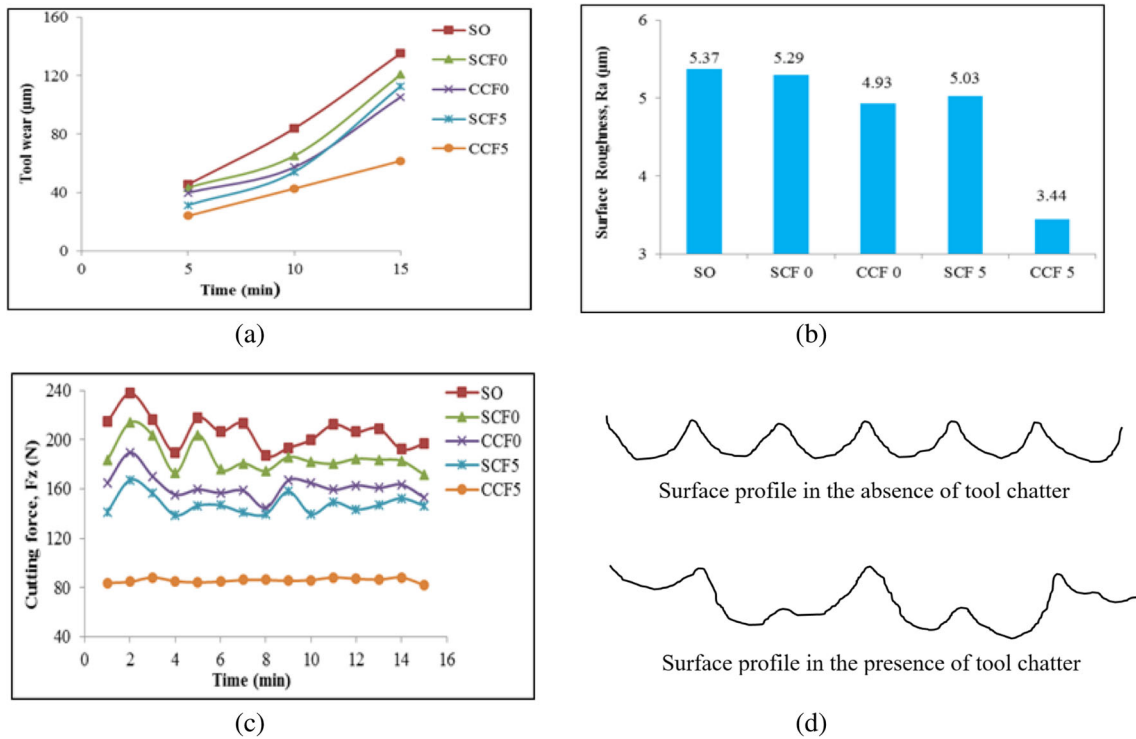 160
120
80
40
0
Tool wear (µm)
0
5
10
15
Time (min)
SO
SCF0
CCF0
SCF5
CCF5
(a)
6
5
4
3
Surface Roughness, Ra (µm)
5.37
5.29
4.93
5.03
3.44
SO
SCF 0
CCF 0
SCF 5
CCF 5
(b)
240
200
160
120
80
40
Cutting force, Fz (N)
0
2
4
6
8
10
12
14
16
Time (min)
SO
SCF0
CCF0
SCF5
CCF5
(c)
Surface profile in the absence of tool chatter
Surface profile in the presence of tool chatter
(d)